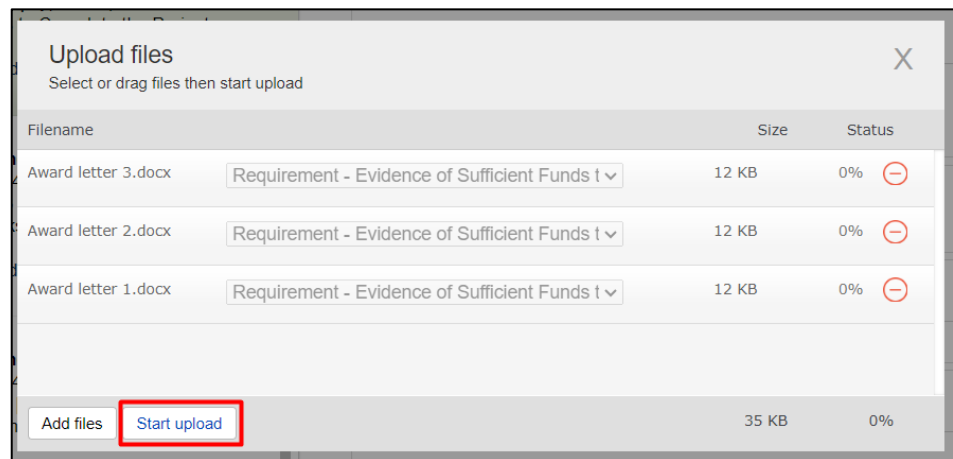 Upload files
X
Select or drag files then start upload
Filename Size Status
Award letter 3.docx Requirement - Evidence of Sufficient Funds t 12 KB 0%
Award letter 2.docx Requirement - Evidence of Sufficient Funds t 12 KB 0%
Award letter 1.docx Requirement - Evidence of Sufficient Funds t 12 KB 0%
Add files Start upload 35 KB 0%